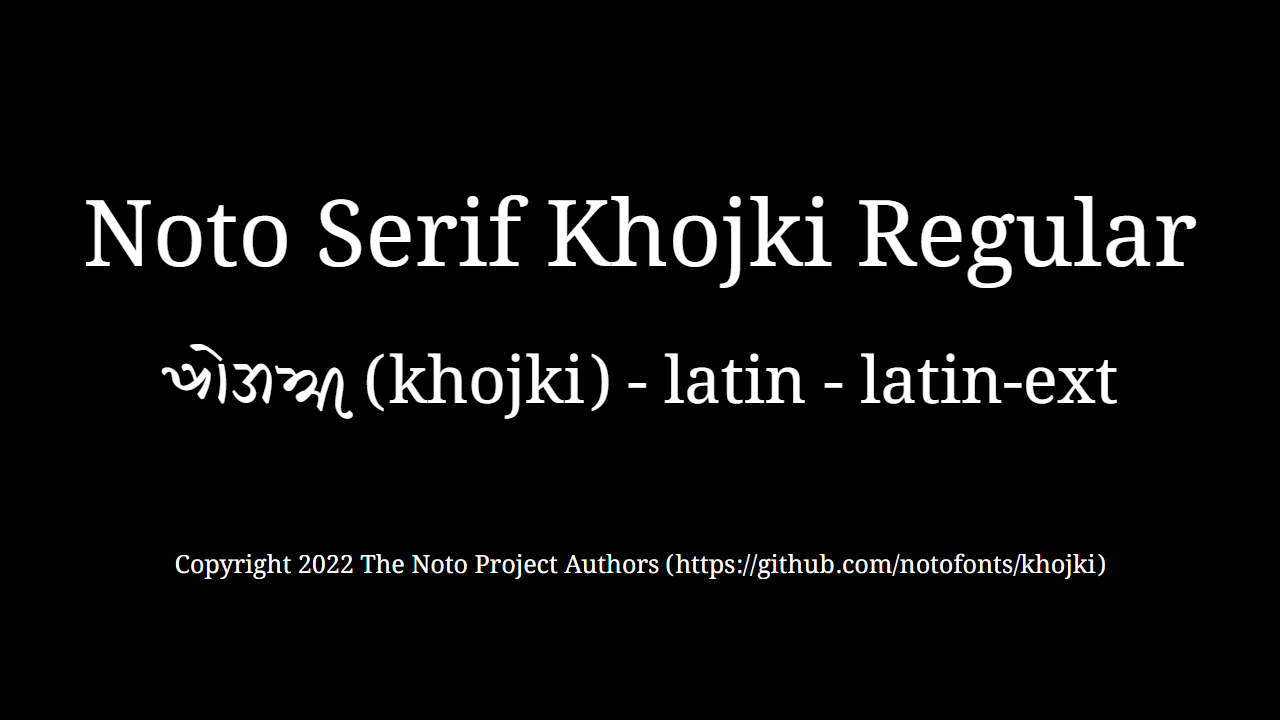 Noto Serif Khojki Regular
𑈉𑈲𑈐𑈈𑈮 (khojki) - latin - latin-ext
Copyright 2022 The Noto Project Authors (https://github.com/notofonts/khojki)